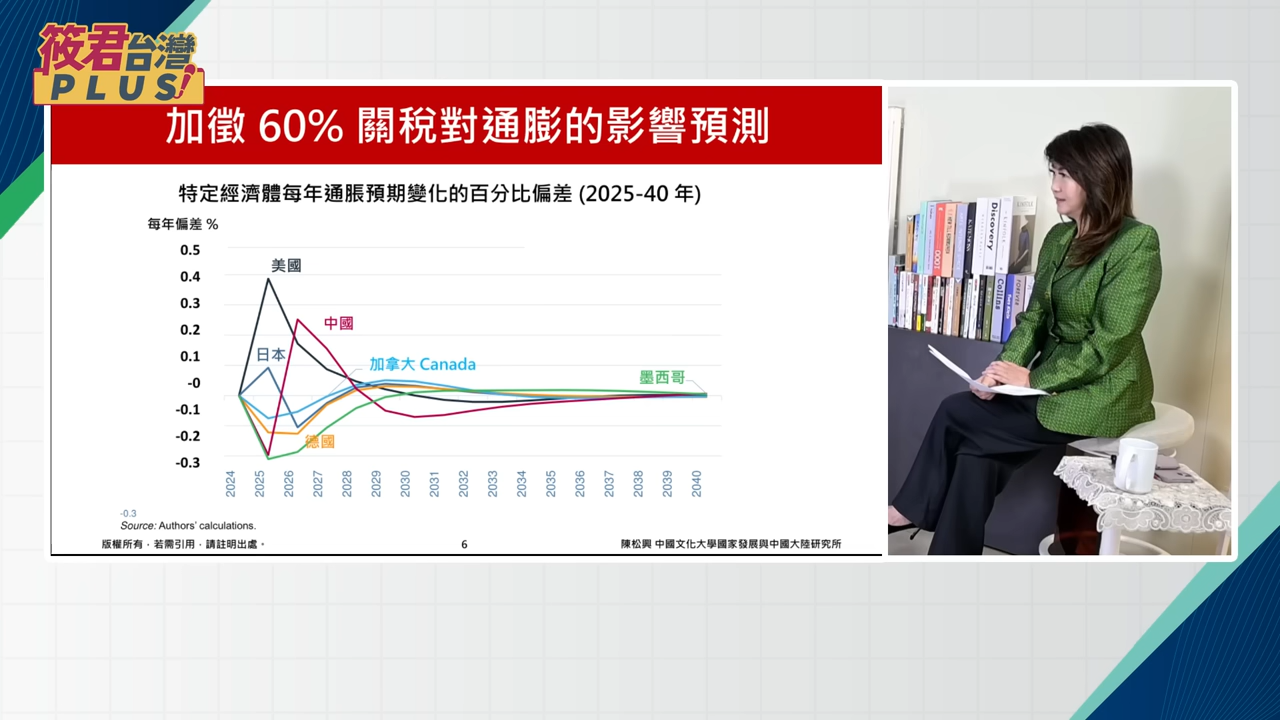 筱君台灣
PLUS!
加徵 60% 關稅對通膨的影響預測
特定經濟體每年通脹預期變化的百分比偏差 (2025-40 年)
每年偏差 %
0.5
0.4
0.3
0.2
0.1
-0
-0.1
-0.2
-0.3
美國
中國
日本
加拿大 Canada
墨西哥
德國
2024
2025
2026
2027
2028
2029
2030
2031
2032
2033
2034
2035
2036
2037
2038
2039
2040
-0.3
Source: Authors' calculations.
版權所有，若需引用，請註明出處。
6
陳松興 中國文化大學國家發展與中國大陸研究所
Discovery
Collins
FOREVER